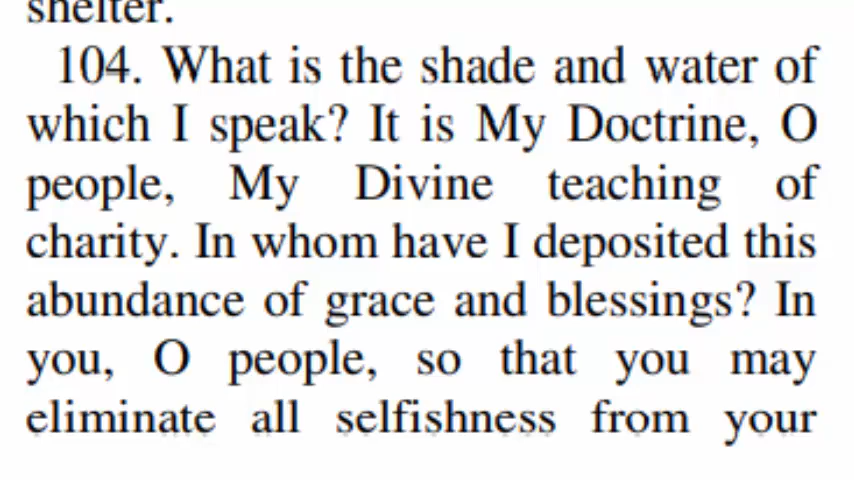 shelter.
104. What is the shade and water of
which I speak? It is My Doctrine, O
people, My Divine teaching of
charity. In whom have I deposited this
abundance of grace and blessings? In
you, O people, so that you may
eliminate all selfishness from your